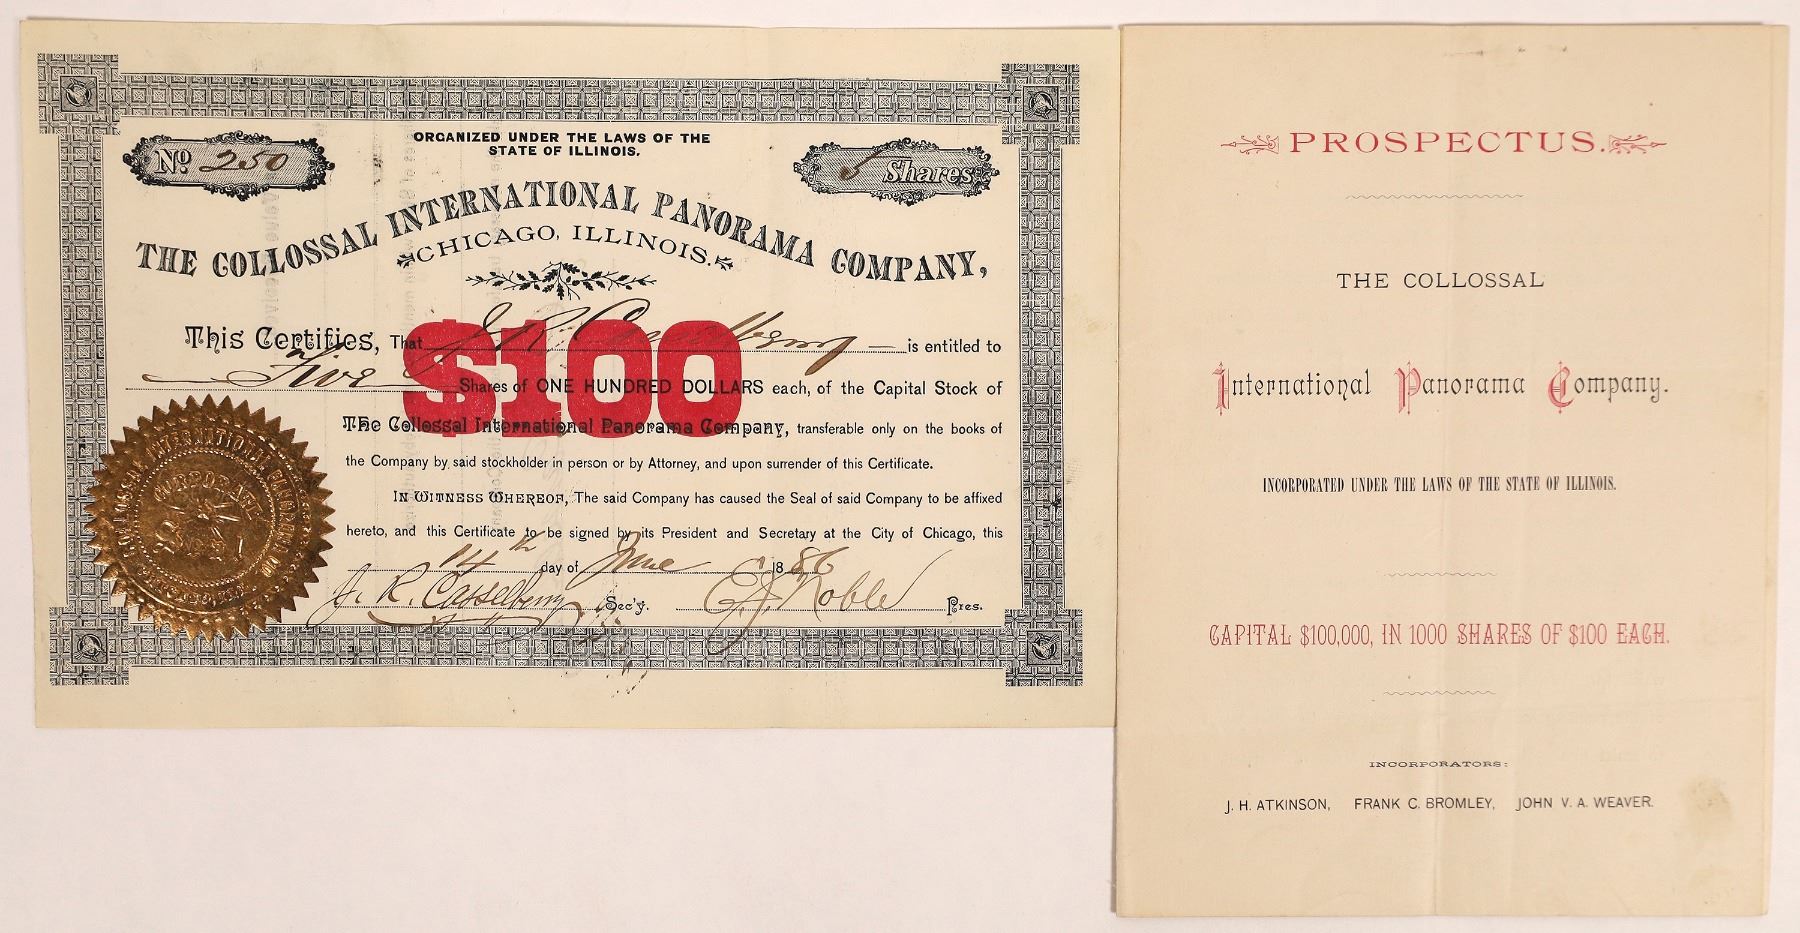 ORGANIZED UNDER THE LAWS OF THE
STATE OF ILLINOIS.
No. 250
5 Shares
THE COLLOSSAL INTERNATIONAL PANORAMA COMPANY,
CHICAGO, ILLINOIS.
$100
This Certifies, That J. R. is entitled to
Five Shares of ONE HUNDRED DOLLARS each, of the Capital Stock of
The Collossal International Panorama Company, transferable only on the books of
the Company by said stockholder in person or by Attorney, and upon surrender of this Certificate.
IN WITNESS WHEREOF, The said Company has caused the Seal of said Company to be affixed
hereto, and this Certificate to be signed by its President and Secretary at the City of Chicago, this
14th day of June 1886
J. R. Casselberry Sec'y. E. J. Noble Pres.
COLLOSSAL INTERNATIONAL PANORAMA CO.
CORPORATE
PROSPECTUS.
THE COLLOSSAL
International Panorama Company.
INCORPORATED UNDER THE LAWS OF THE STATE OF ILLINOIS.
CAPITAL $100,000, IN 1000 SHARES OF $100 EACH.
INCORPORATORS:
J. H. ATKINSON, FRANK C. BROMLEY, JOHN V. A. WEAVER.